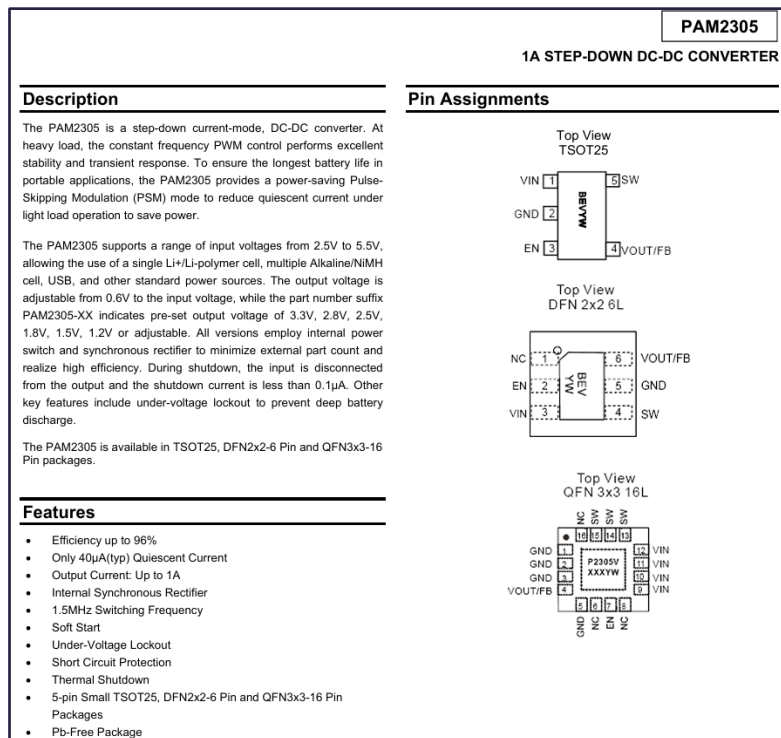 PAM2305
1A STEP-DOWN DC-DC CONVERTER
Description
The PAM2305 is a step-down current-mode, DC-DC converter. At
heavy load, the constant frequency PWM control performs excellent
stability and transient response. To ensure the longest battery life in
portable applications, the PAM2305 provides a power-saving Pulse-
Skipping Modulation (PSM) mode to reduce quiescent current under
light load operation to save power.
The PAM2305 supports a range of input voltages from 2.5V to 5.5V,
allowing the use of a single Li+/Li-polymer cell, multiple Alkaline/NiMH
cell, USB, and other standard power sources. The output voltage is
adjustable from 0.6V to the input voltage, while the part number suffix
PAM2305-XX indicates pre-set output voltage of 3.3V, 2.8V, 2.5V,
1.8V, 1.5V, 1.2V or adjustable. All versions employ internal power
switch and synchronous rectifier to minimize external part count and
realize high efficiency. During shutdown, the input is disconnected
from the output and the shutdown current is less than 0.1µA. Other
key features include under-voltage lockout to prevent deep battery
discharge.
The PAM2305 is available in TSOT25, DFN2x2-6 Pin and QFN3x3-16
Pin packages.
Features
• Efficiency up to 96%
• Only 40µA(typ) Quiescent Current
• Output Current: Up to 1A
• Internal Synchronous Rectifier
• 1.5MHz Switching Frequency
• Soft Start
• Under-Voltage Lockout
• Short Circuit Protection
• Thermal Shutdown
• 5-pin Small TSOT25, DFN2x2-6 Pin and QFN3x3-16 Pin
Packages
• Pb-Free Package
Pin Assignments
Top View
TSOT25
VIN 1 5 SW
GND 2
BEVYW
EN 3 4 VOUT/FB
Top View
DFN 2x2 6L
NC 1 6 VOUT/FB
EN 2 5 GND
BEV
YW
VIN 3 4 SW
Top View
QFN 3x3 16L
NC SW SW SW
16 15 14 13
GND 1 12 VIN
GND 2 11 VIN
GND 3 10 VIN
VOUT/FB 4 9 VIN
P2305V
XXXYW
5 6 7 8
GND NC EN NC